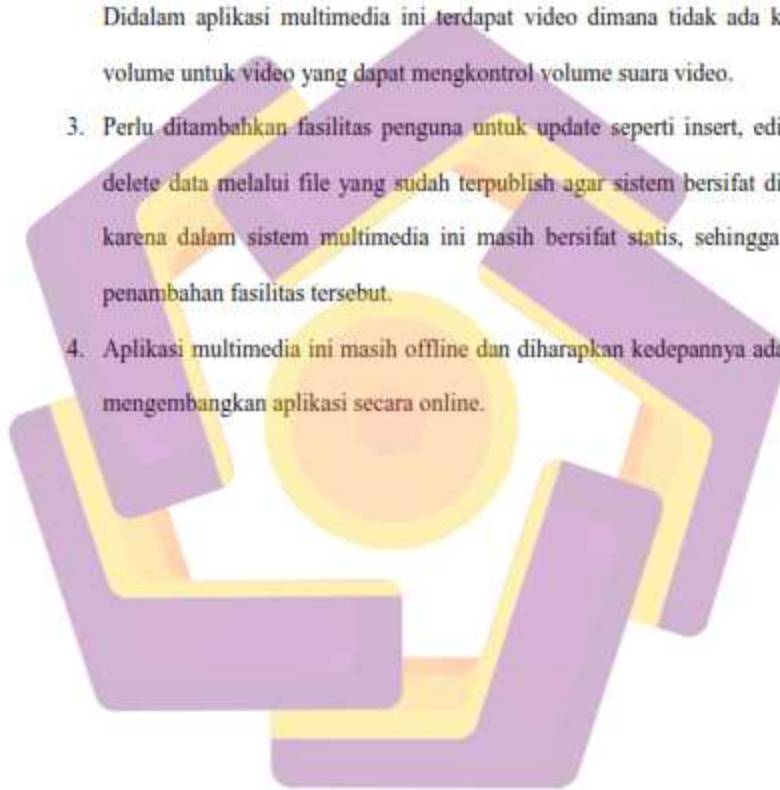 Didalam aplikasi multimedia ini terdapat video dimana tidak ada
volume untuk video yang dapat mengkontrol volume suara video.
3. Perlu ditambahkan fasilitas penguna untuk update seperti insert,
delete data melalui file yang sudah terpublish agar sistem bersifat
karena dalam sistem multimedia ini masih bersifat statis, sehingga
penambahan fasilitas tersebut.
4. Aplikasi multimedia ini masih offline dan diharapkan kedepannya ada
mengembangkan aplikasi secara online.